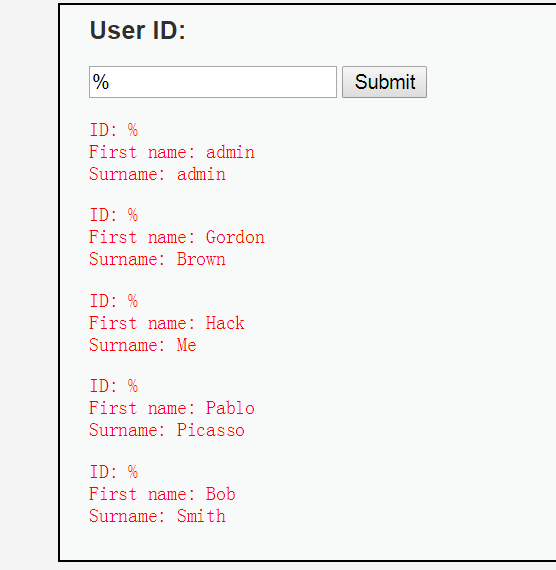 User ID:
%
Submit
ID: %
First name: admin
Surname: admin
ID: %
First name: Gordon
Surname: Brown
ID: %
First name: Hack
Surname: Me
ID: %
First name: Pablo
Surname: Picasso
ID: %
First name: Bob
Surname: Smith